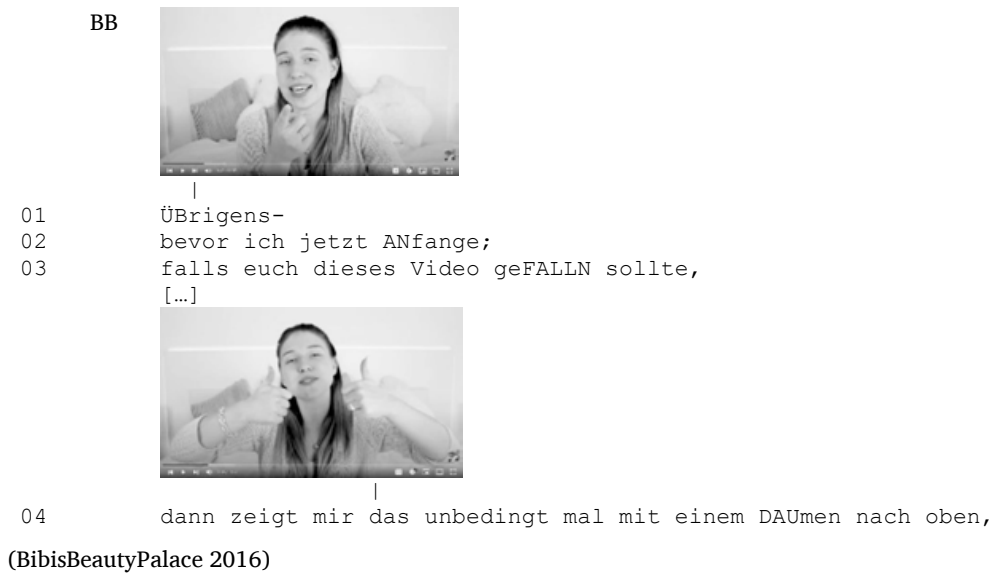 BB
|
01 ÜBrigens-
02 bevor ich jetzt ANfange;
03 falls euch dieses Video geFALLN sollte,
[…]
|
04 dann zeigt mir das unbedingt mal mit einem DAUmen nach oben,
(BibisBeautyPalace 2016)